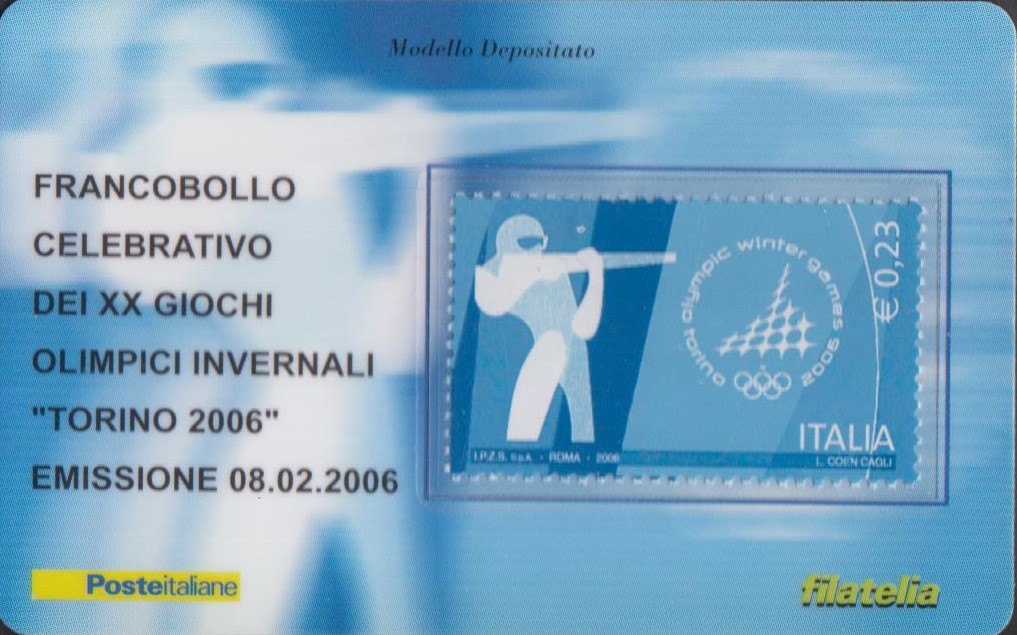 Modello Depositato
FRANCOBOLLO
CELEBRATIVO
DEI XX GIOCHI
OLIMPICI INVERNALI
"TORINO 2006"
EMISSIONE 08.02.2006
torino olympic winter games 2006
€ 0,23
ITALIA
I.P.Z.S. S.p.A. - ROMA - 2006
L. COEN CAGLI
Posteitaliane
filatelia